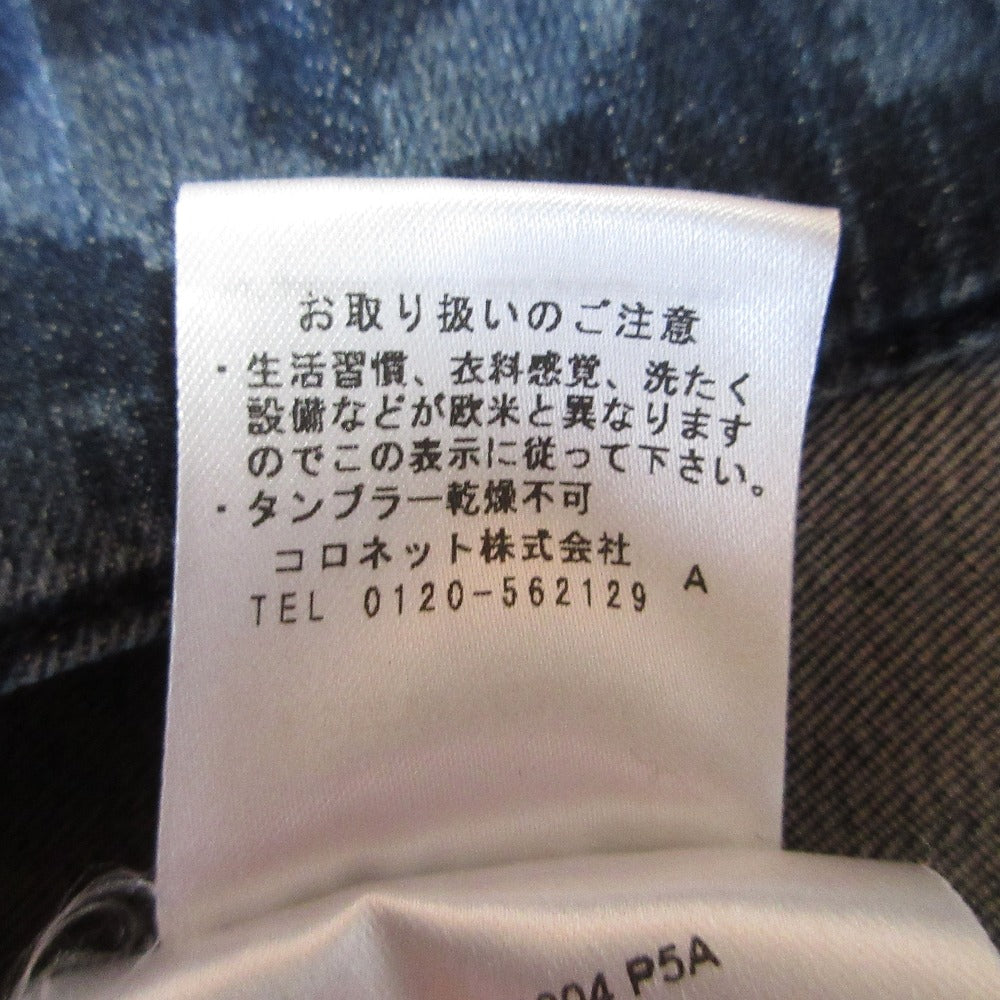 お取り扱いのご注意
・生活習慣、衣料感覚、洗たく
設備などが欧米と異なります
のでこの表示に従って下さい。
・タンブラー乾燥不可
コロネット株式会社
TEL 0120-562129 A
P5A